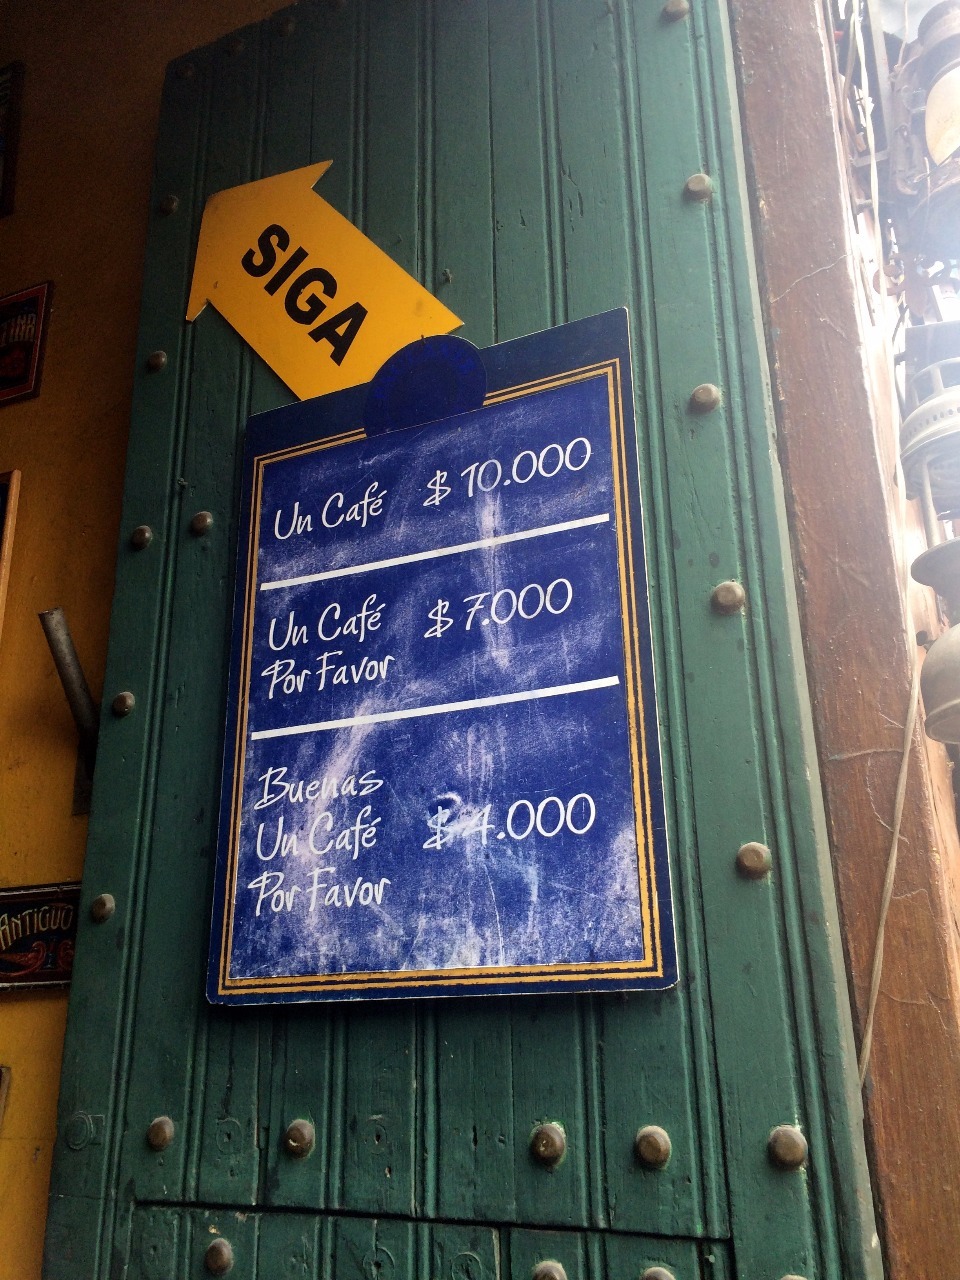 SIGA
Un Café $ 10.000
Un Café $ 7.000
Por Favor
Buenas
Un Café $ 4.000
Por Favor
ANTIGUO